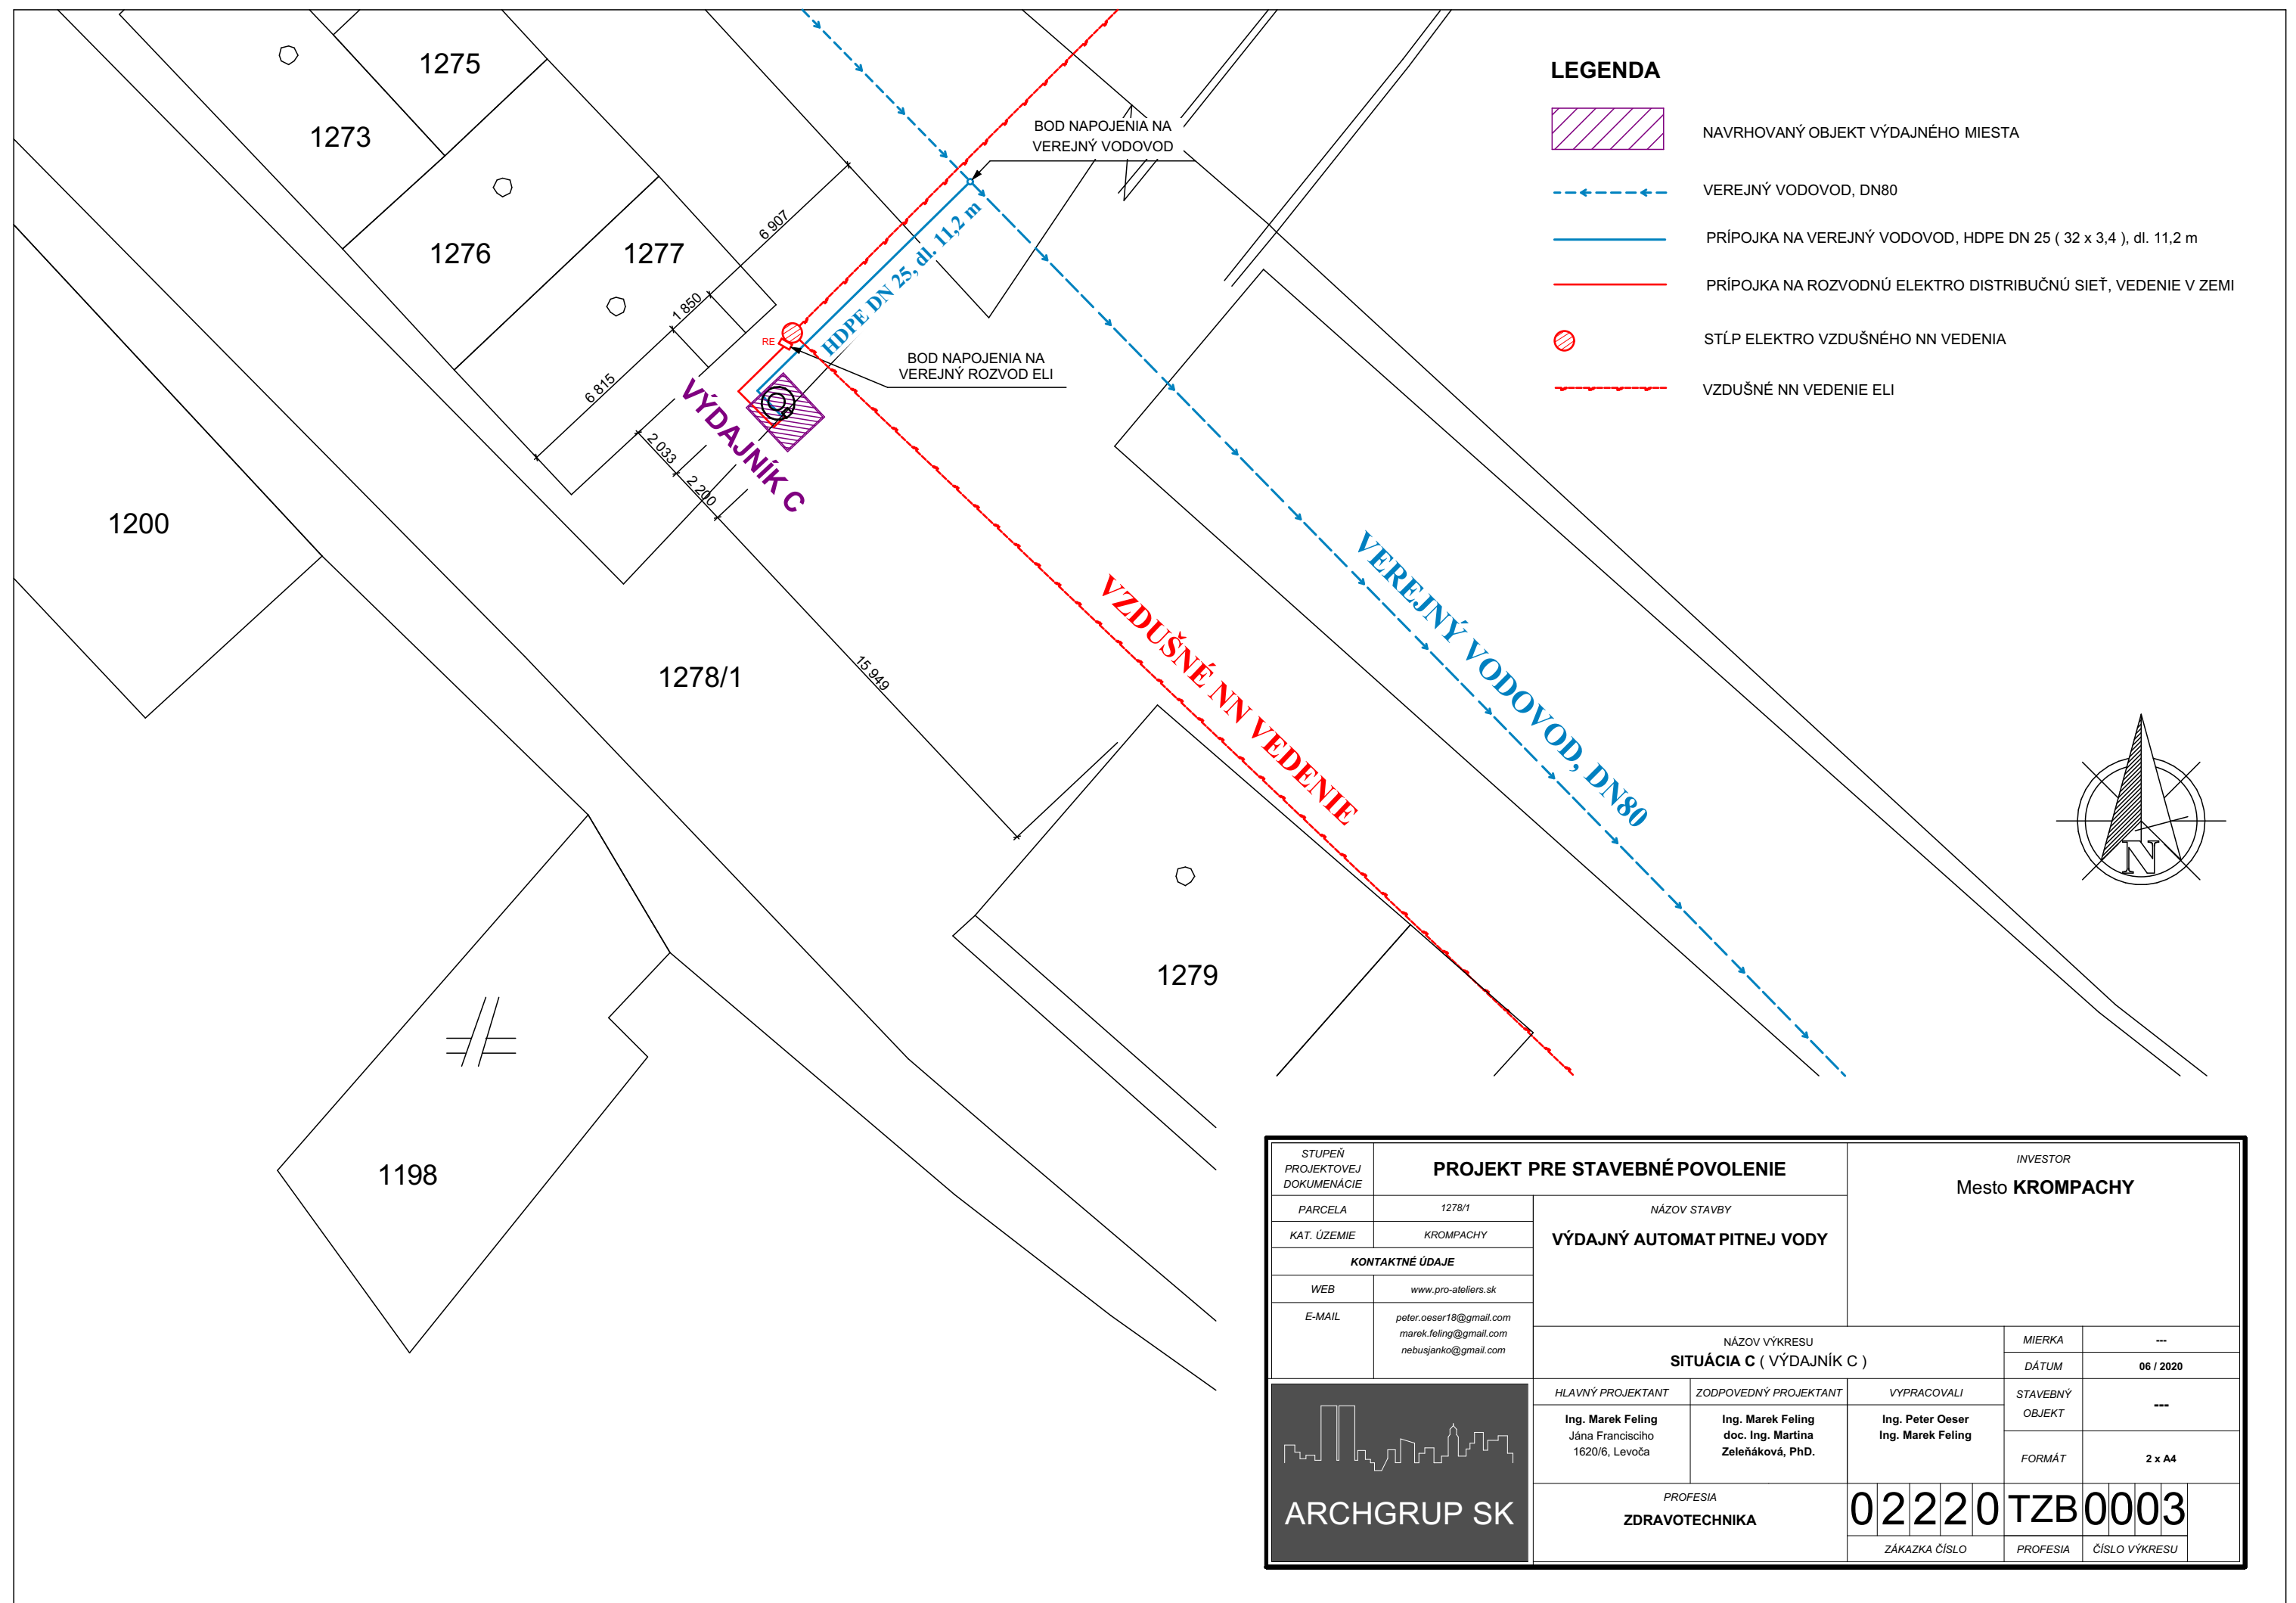 1275
1273
1276
1277
1200
1278/1
1279
1198
6 907
1 850
6 815
2 033
2 200
15 949
BOD NAPOJENIA NA
VEREJNÝ VODOVOD
HDPE DN 25, dl. 11,2 m
RE
BOD NAPOJENIA NA
VEREJNÝ ROZVOD ELI
VÝDAJNÍK C
VZDUŠNÉ NN VEDENIE
VEREJNÝ VODOVOD, DN80
LEGENDA
NAVRHOVANÝ OBJEKT VÝDAJNÉHO MIESTA
VEREJNÝ VODOVOD, DN80
PRÍPOJKA NA VEREJNÝ VODOVOD, HDPE DN 25 ( 32 x 3,4 ), dl. 11,2 m
PRÍPOJKA NA ROZVODNÚ ELEKTRO DISTRIBUČNÚ SIEŤ, VEDENIE V ZEMI
STĹP ELEKTRO VZDUŠNÉHO NN VEDENIA
VZDUŠNÉ NN VEDENIE ELI
N
STUPEŇ
PROJEKTOVEJ
DOKUMENÁCIE
PROJEKT PRE STAVEBNÉ POVOLENIE
INVESTOR
Mesto KROMPACHY
PARCELA
1278/1
KAT. ÚZEMIE
KROMPACHY
NÁZOV STAVBY
VÝDAJNÝ AUTOMAT PITNEJ VODY
KONTAKTNÉ ÚDAJE
WEB
www.pro-ateliers.sk
E-MAIL
peter.oeser18@gmail.com
marek.feling@gmail.com
nebusjanko@gmail.com
NÁZOV VÝKRESU
SITUÁCIA C ( VÝDAJNÍK C )
MIERKA
---
DÁTUM
06 / 2020
HLAVNÝ PROJEKTANT
Ing. Marek Feling
Jána Francisciho
1620/6, Levoča
ZODPOVEDNÝ PROJEKTANT
Ing. Marek Feling
doc. Ing. Martina
Zeleňáková, PhD.
VYPRACOVALI
Ing. Peter Oeser
Ing. Marek Feling
STAVEBNÝ
OBJEKT
---
FORMÁT
2 x A4
ARCHGRUP SK
PROFESIA
ZDRAVOTECHNIKA
02220
TZB
0003
ZÁKAZKA ČÍSLO
PROFESIA
ČÍSLO VÝKRESU